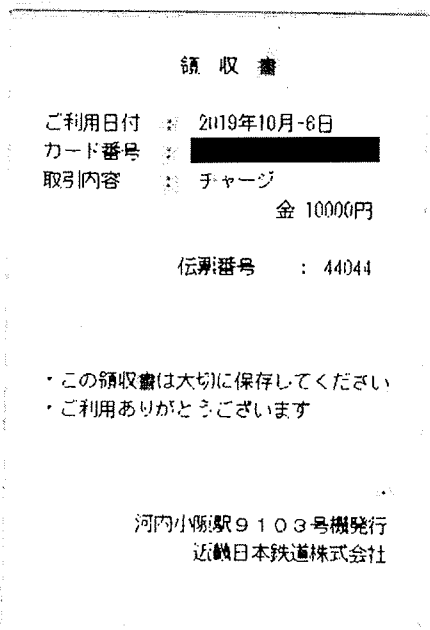 領収書
ご利用日付 : 2019年10月-6日
カード番号 :
取引内容 : チャージ
金 10000円
伝票番号 : 44044
・この領収書は大切に保存してください
・ご利用ありがとうございます
河内小阪駅9103号機発行
近畿日本鉄道株式会社